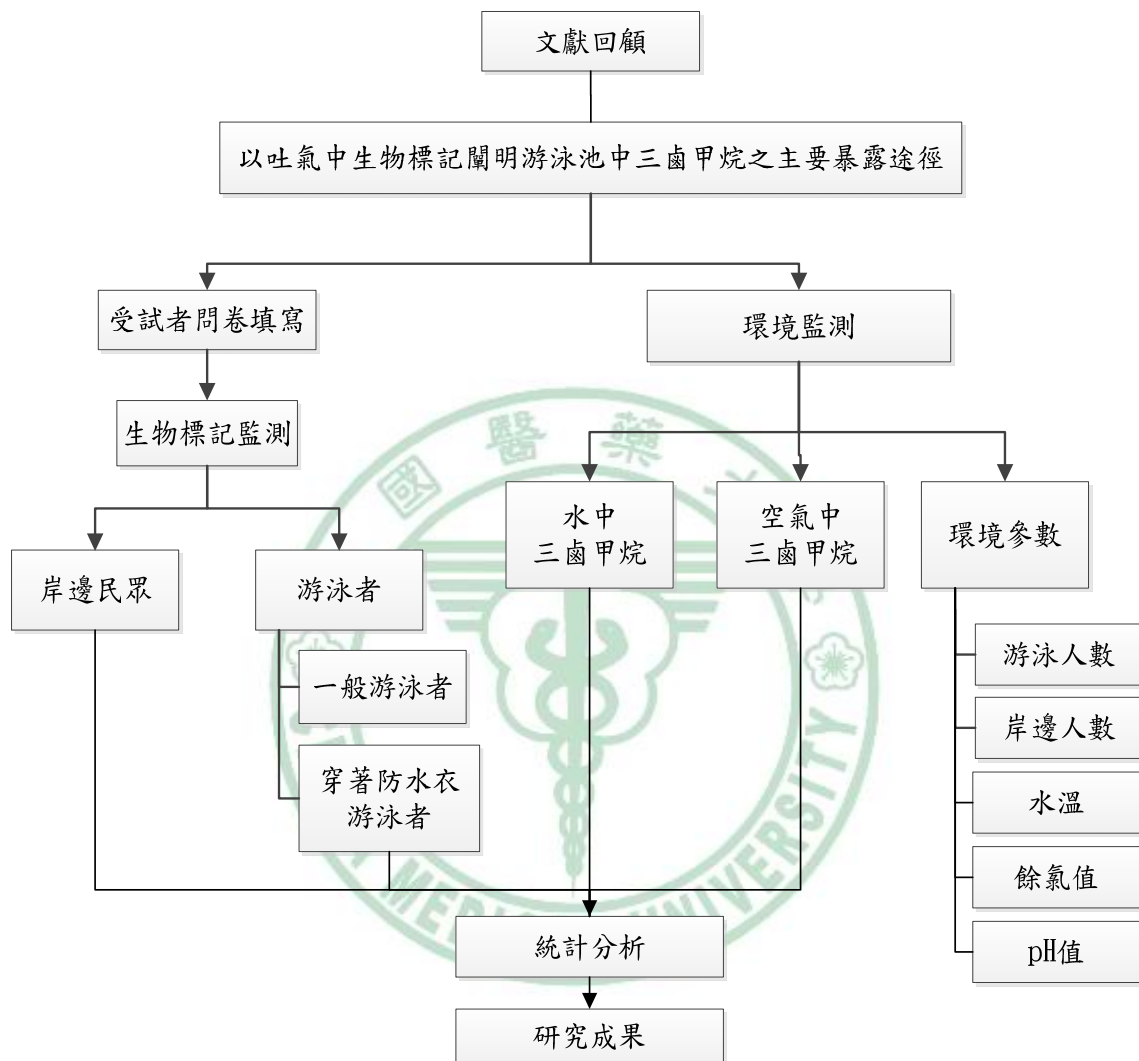 文獻回顧
以吐氣中生物標記闡明游泳池中三鹵甲烷之主要暴露途徑
受試者問卷填寫
環境監測
生物標記監測
水中
三鹵甲烷
空氣中
三鹵甲烷
環境參數
岸邊民眾
游泳者
一般游泳者
穿著防水衣
游泳者
游泳人數
岸邊人數
水溫
餘氯值
pH值
統計分析
研究成果
國醫藥
MEDI
UNIVERSITY